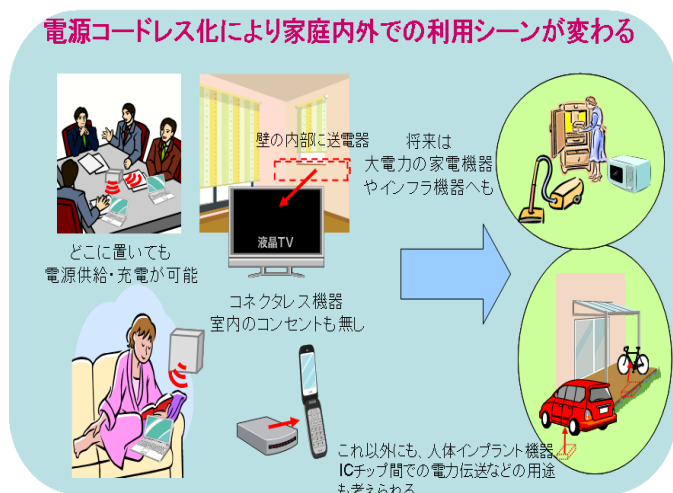 電源コードレス化により家庭内外での利用シーンが変わる
壁の内部に送電器
将来は
大電力の家電機器
やインフラ機器へも
液晶TV
どこに置いても
電源供給・充電が可能
コネクタレス機器
室内のコンセントも無し
これ以外にも、人体インプラント機器、
ICチップ間での電力伝送などの用途
も考えられる